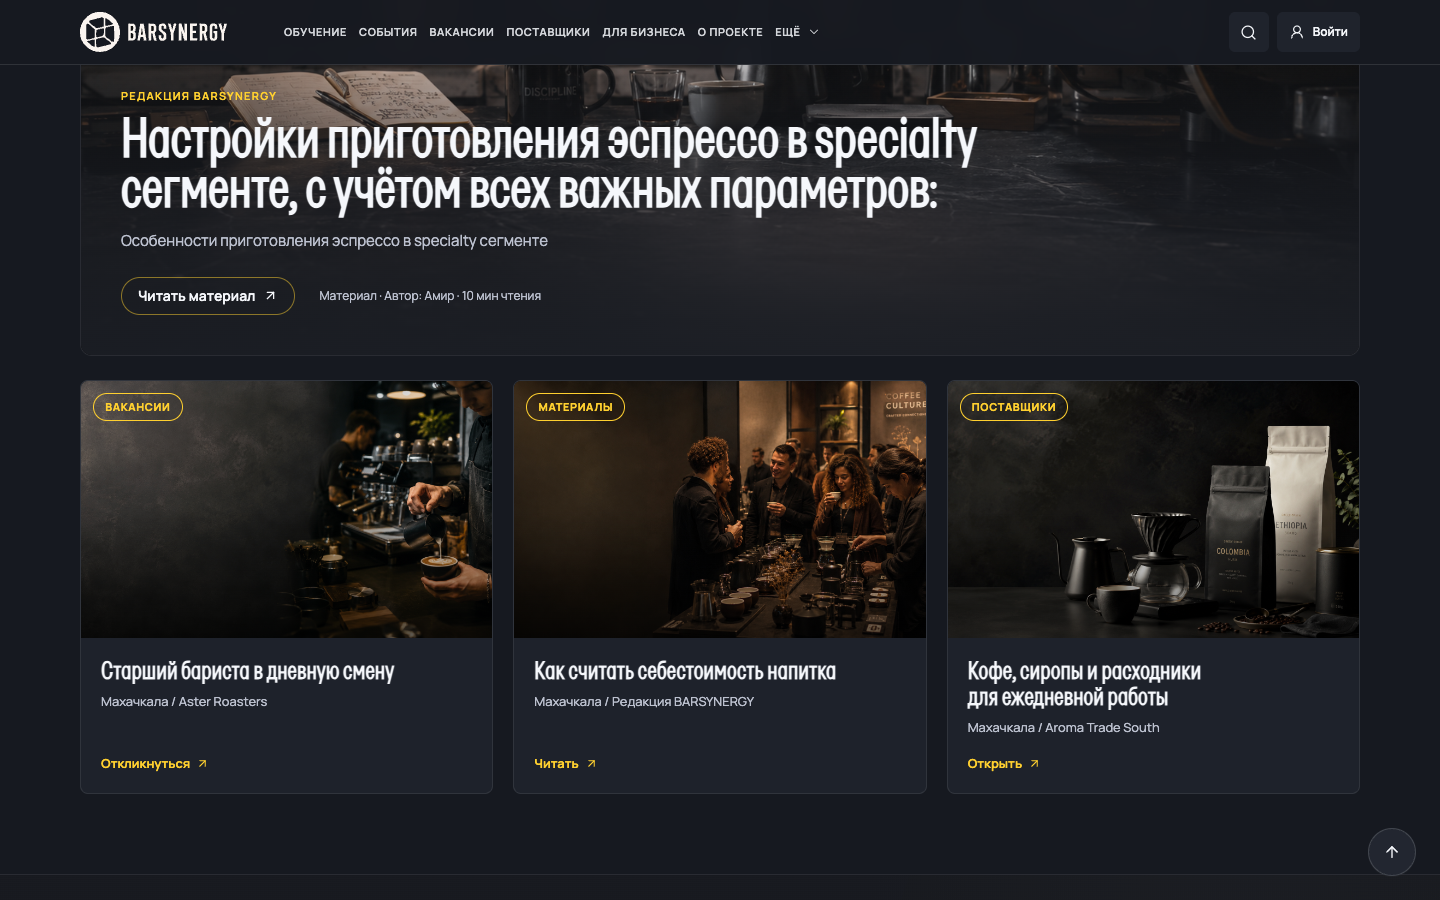 BARSYNERGY
ОБУЧЕНИЕ СОБЫТИЯ ВАКАНСИИ ПОСТАВЩИКИ ДЛЯ БИЗНЕСА О ПРОЕКТЕ ЕЩЁ
Войти
DISCIPLINE
РЕДАКЦИЯ BARSYNERGY
Настройки приготовления эспрессо в specialty
сегменте, с учётом всех важных параметров:
Особенности приготовления эспрессо в specialty сегменте
Читать материал
Материал · Автор: Амир · 10 мин чтения
ВАКАНСИИ
Старший бариста в дневную смену
Махачкала / Aster Roasters
Откликнуться
МАТЕРИАЛЫ
COFFEE
CULTURE
Как считать себестоимость напитка
Махачкала / Редакция BARSYNERGY
Читать
ПОСТАВЩИКИ
ETHIOPIA
COLOMBIA
Кофе, сиропы и расходники
для ежедневной работы
Махачкала / Aroma Trade South
Открыть